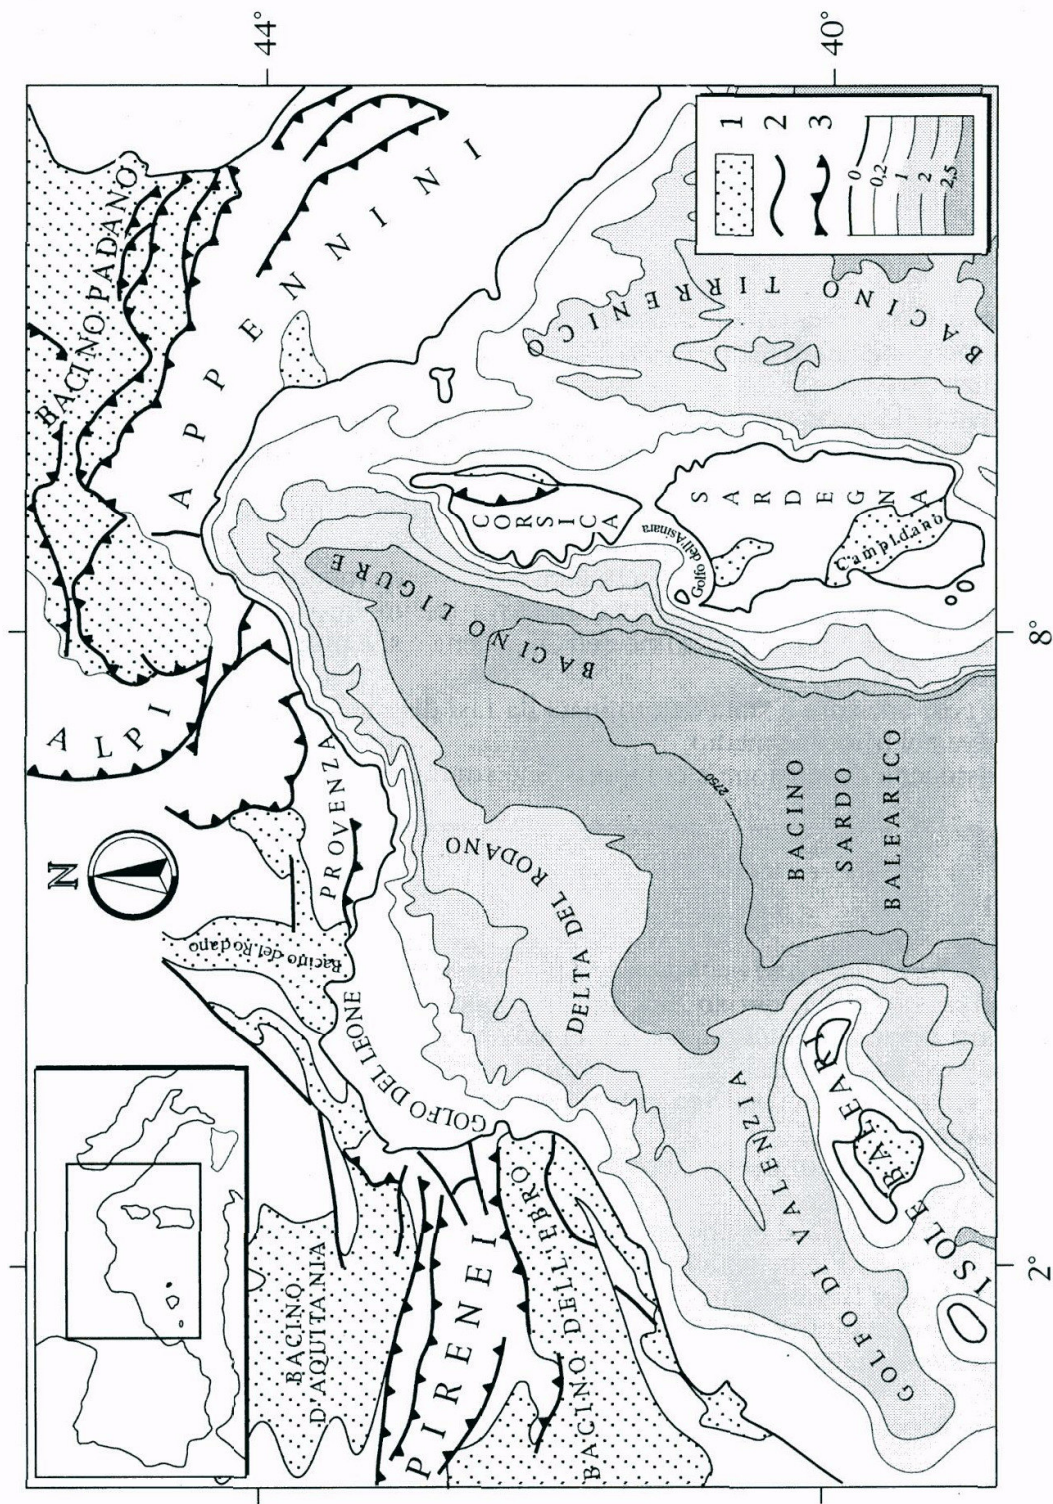 44°
40°
8°
2°
N
BACINO PADANO
APPENNINI
ALPI
PROVENZA
Bacino del Rodano
GOLFO DEL LEONE
BACINO
D'AQUITANIA
PIRENEI
BACINO DELL'EBRO
CORSICA
BACINO LIGURE
DELTA DEL RODANO
Golfo dell'Asinara
SARDEGNA
Campidano
BACINO TIRRENICO
2750
BACINO
SARDO
BALEARICO
GOLFO DI VALENZIA
ISOLE BALEARI
1
2
3
0
0,2
1
2
2,5